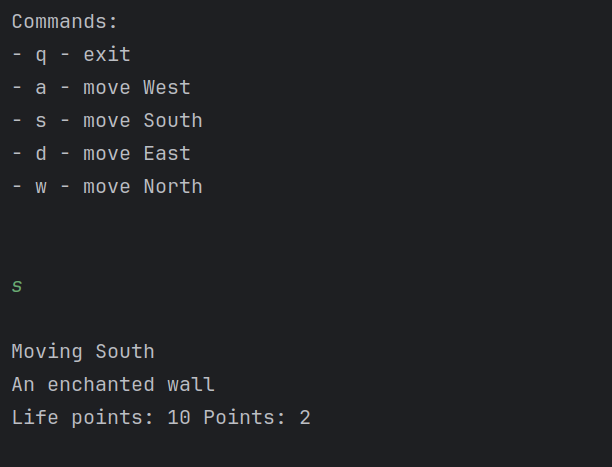 Commands:
- q - exit
- a - move West
- s - move South
- d - move East
- w - move North
s
Moving South
An enchanted wall
Life points: 10 Points: 2